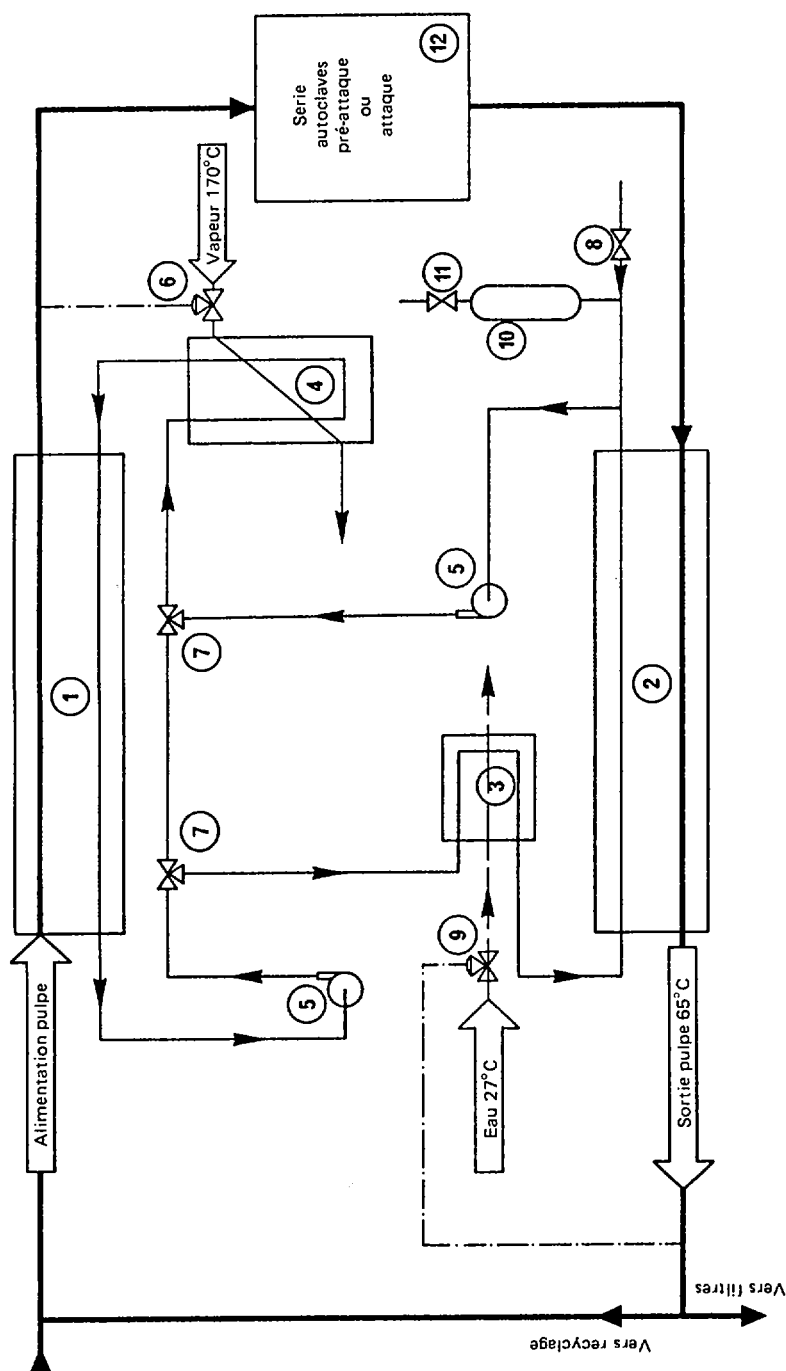 Alimentation pulpe
1
Serie
autoclaves
pré-attaque
ou
attaque
12
Vapeur 170°C
6
4
7
7
5
5
11
10
8
3
9
Eau 27°C
2
Sortie pulpe 65°C
Vers recyclage
Vers filtres